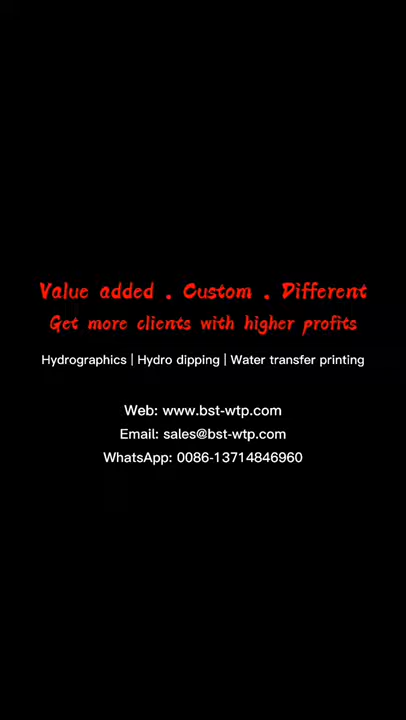 Value added . Custom . Different
Get more clients with higher profits
Hydrographics | Hydro dipping | Water transfer printing
Web: www.bst-wtp.com
Email: sales@bst-wtp.com
WhatsApp: 0086-13714846960